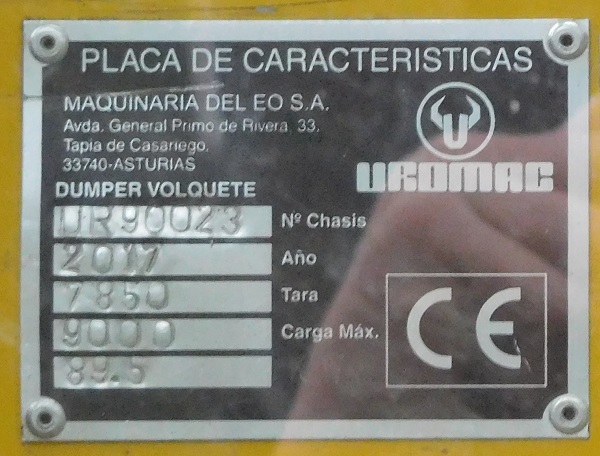 PLACA DE CARACTERISTICAS
MAQUINARIA DEL EO S.A.
Avda. General Primo de Rivera, 33.
Tapia de Casariego.
33740-ASTURIAS
UROMAC
DUMPER VOLQUETE
UR90023 Nº Chasis
2017 Año
7850 Tara
9000 Carga Máx.
89.5
CE